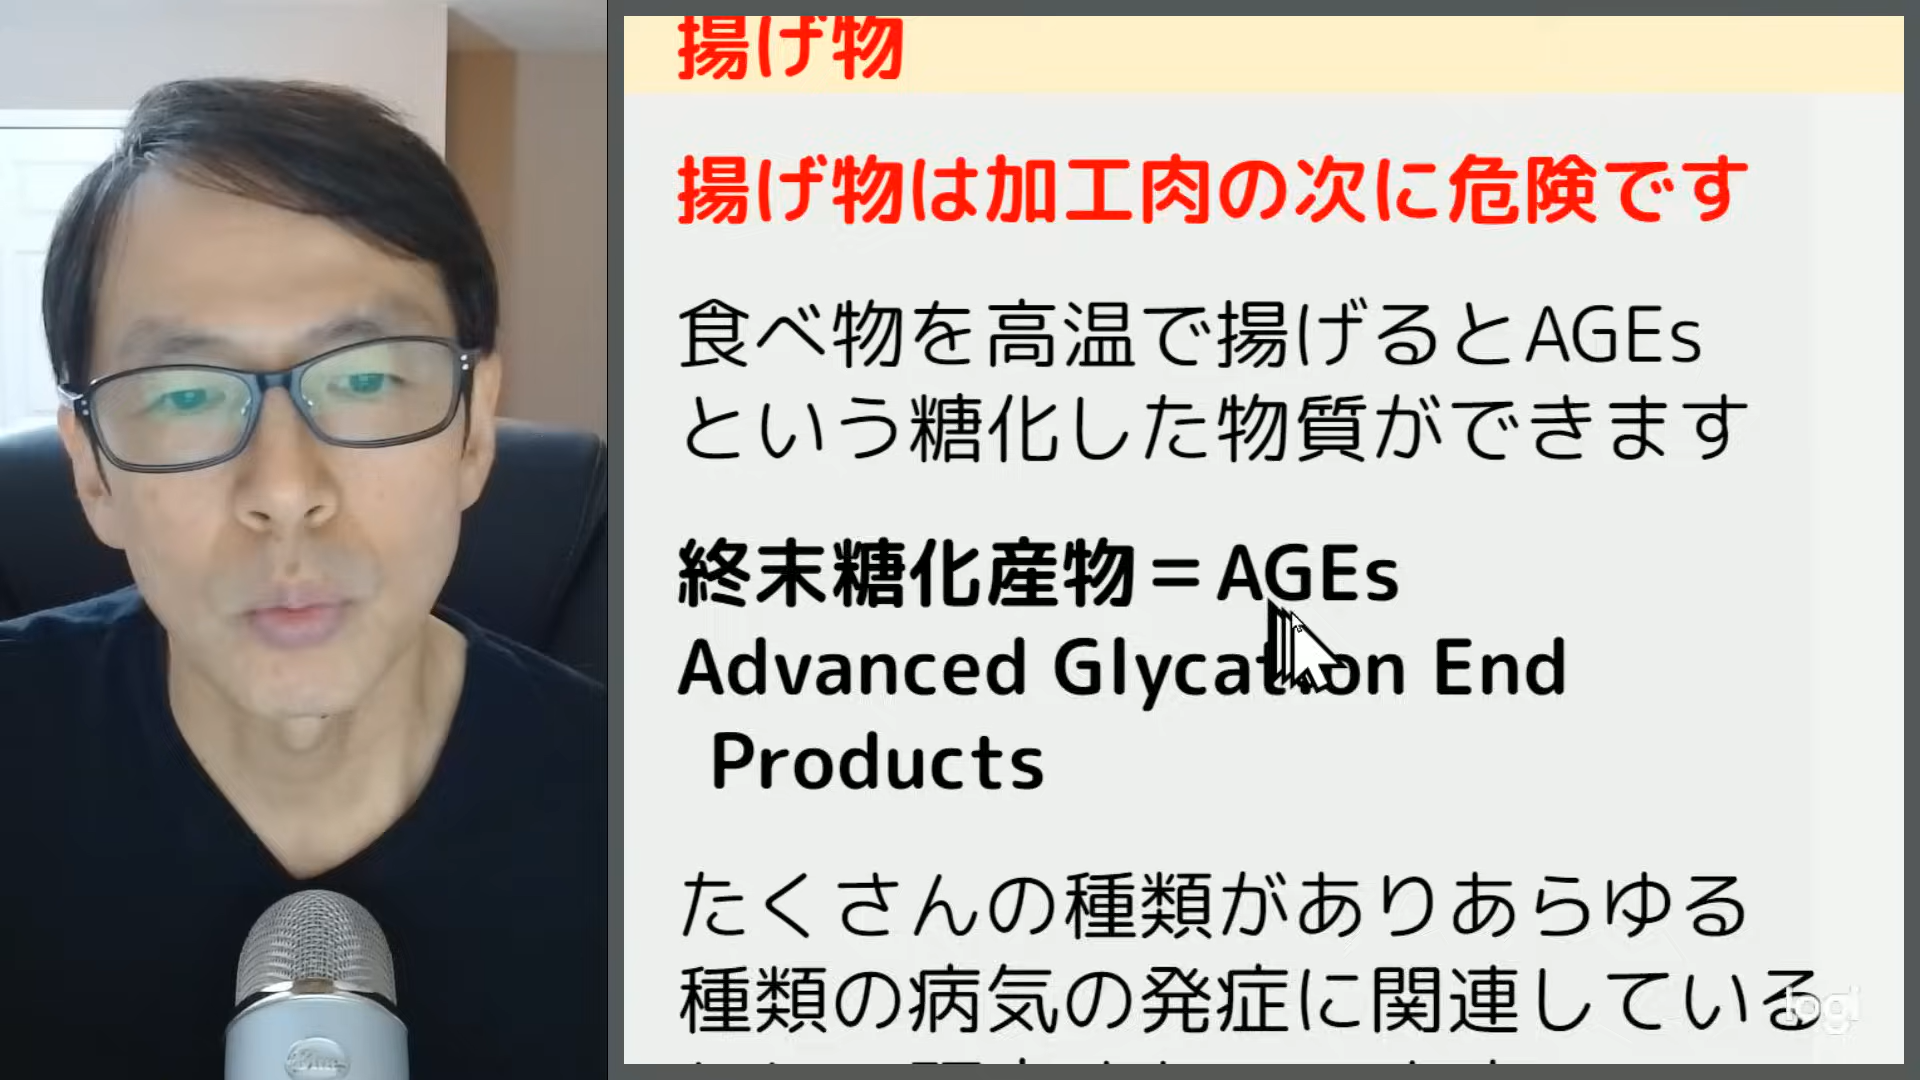 揚げ物
揚げ物は加工肉の次に危険です
食べ物を高温で揚げるとAGEs
という糖化した物質ができます
終末糖化産物＝AGEs
Advanced Glycation End
Products
たくさんの種類がありあらゆる
種類の病気の発症に関連している
logi
Blue